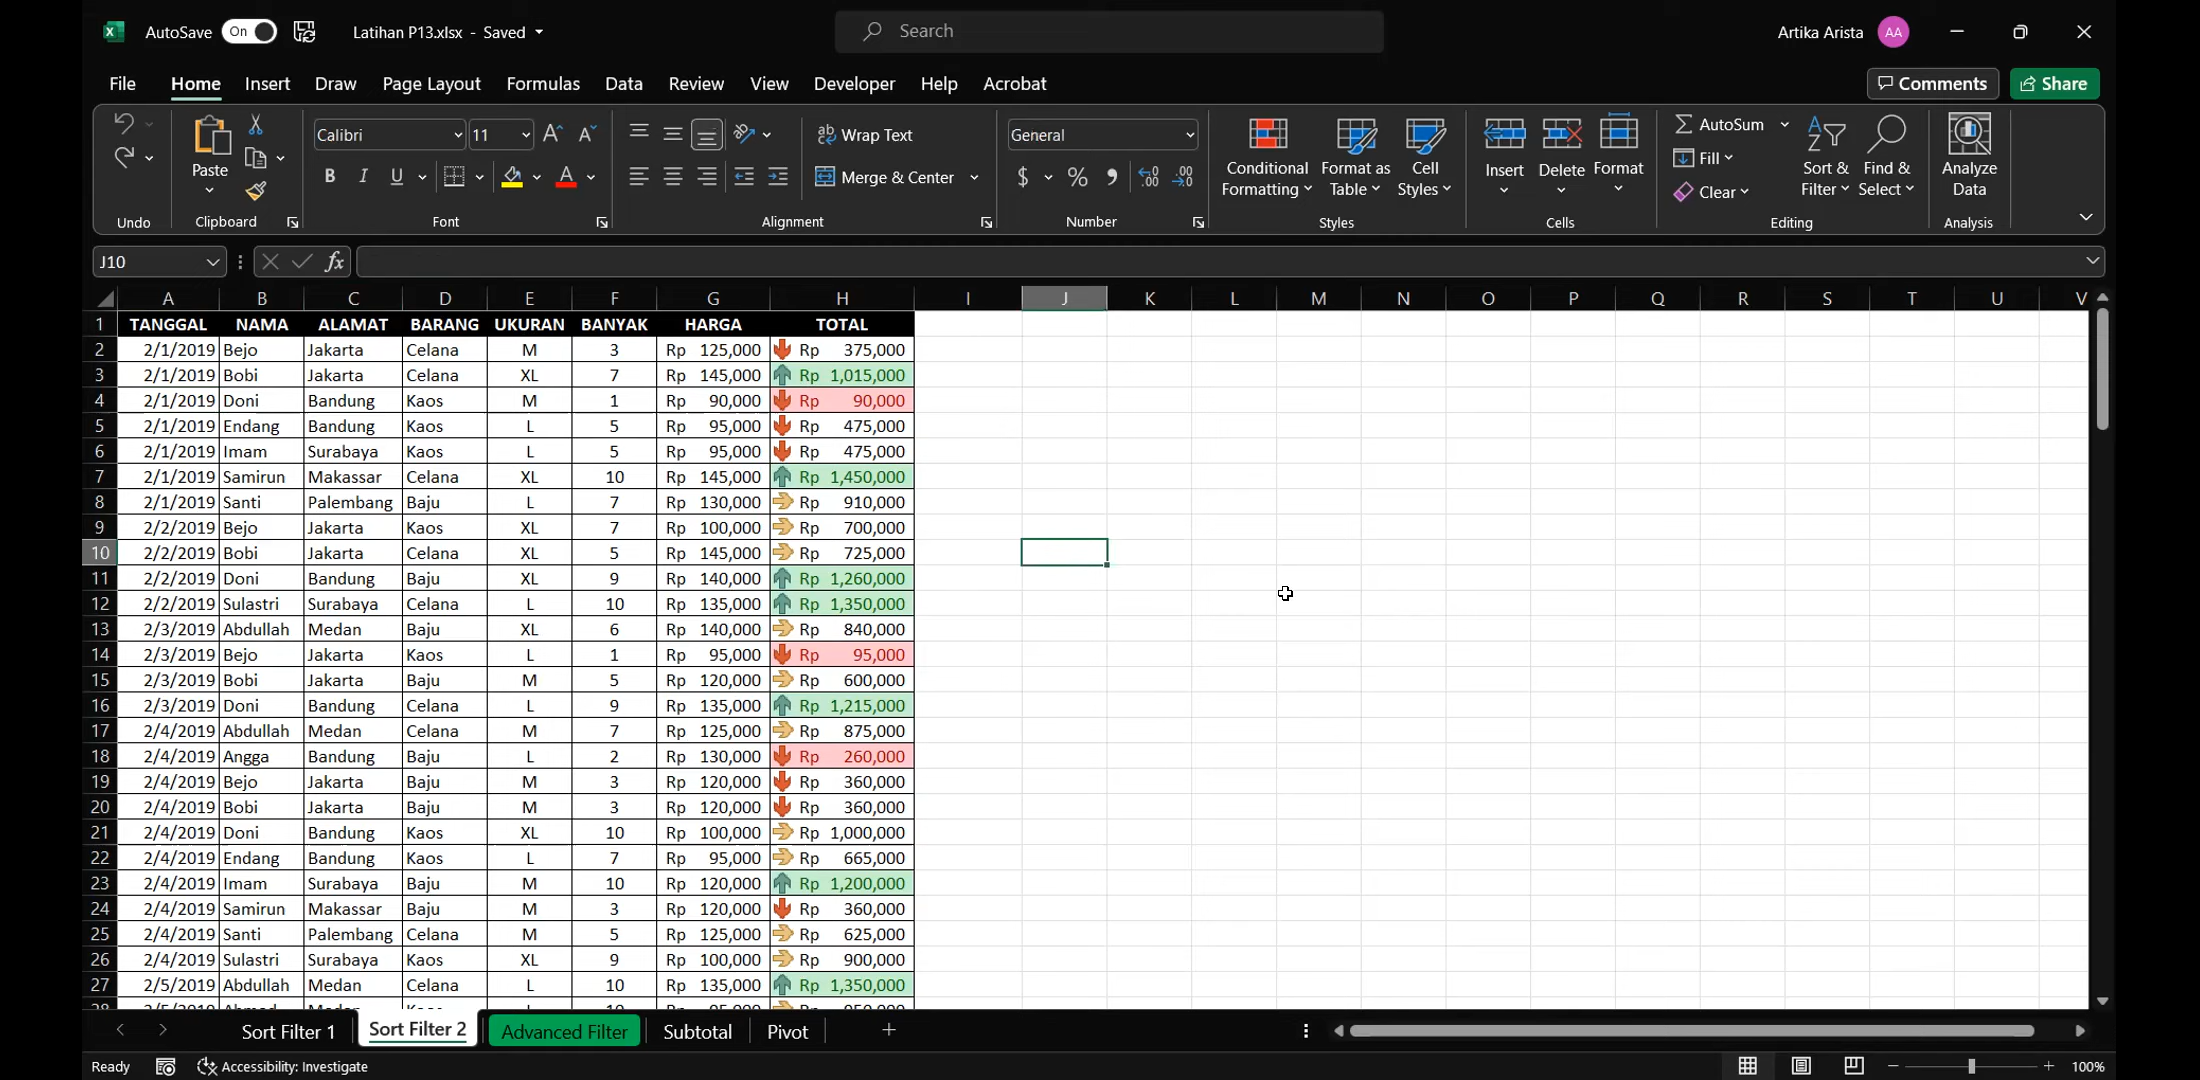 AutoSave On Latihan P13.xlsx - Saved Search Artika Arista AA
File Home Insert Draw Page Layout Formulas Data Review View Developer Help Acrobat Comments Share
Calibri 11 Wrap Text General AutoSum
Paste B I U Merge & Center $ % Conditional Formatting Format as Table Cell Styles Insert Delete Format Fill Clear Sort & Filter Find & Select Analyze Data
Undo Clipboard Font Alignment Number Styles Cells Editing Analysis
J10 fx
A B C D E F G H I J K L M N O P Q R S T U V
1 TANGGAL NAMA ALAMAT BARANG UKURAN BANYAK HARGA TOTAL
2 2/1/2019 Bejo Jakarta Celana M 3 Rp 125,000 Rp 375,000
3 2/1/2019 Bobi Jakarta Celana XL 7 Rp 145,000 Rp 1,015,000
4 2/1/2019 Doni Bandung Kaos M 1 Rp 90,000 Rp 90,000
5 2/1/2019 Endang Bandung Kaos L 5 Rp 95,000 Rp 475,000
6 2/1/2019 Imam Surabaya Kaos L 5 Rp 95,000 Rp 475,000
7 2/1/2019 Samirun Makassar Celana XL 10 Rp 145,000 Rp 1,450,000
8 2/1/2019 Santi Palembang Baju L 7 Rp 130,000 Rp 910,000
9 2/2/2019 Bejo Jakarta Kaos XL 7 Rp 100,000 Rp 700,000
10 2/2/2019 Bobi Jakarta Celana XL 5 Rp 145,000 Rp 725,000
11 2/2/2019 Doni Bandung Baju XL 9 Rp 140,000 Rp 1,260,000
12 2/2/2019 Sulastri Surabaya Celana L 10 Rp 135,000 Rp 1,350,000
13 2/3/2019 Abdullah Medan Baju XL 6 Rp 140,000 Rp 840,000
14 2/3/2019 Bejo Jakarta Kaos L 1 Rp 95,000 Rp 95,000
15 2/3/2019 Bobi Jakarta Baju M 5 Rp 120,000 Rp 600,000
16 2/3/2019 Doni Bandung Celana L 9 Rp 135,000 Rp 1,215,000
17 2/4/2019 Abdullah Medan Celana M 7 Rp 125,000 Rp 875,000
18 2/4/2019 Angga Bandung Baju L 2 Rp 130,000 Rp 260,000
19 2/4/2019 Bejo Jakarta Baju M 3 Rp 120,000 Rp 360,000
20 2/4/2019 Bobi Jakarta Baju M 3 Rp 120,000 Rp 360,000
21 2/4/2019 Doni Bandung Kaos XL 10 Rp 100,000 Rp 1,000,000
22 2/4/2019 Endang Bandung Kaos L 7 Rp 95,000 Rp 665,000
23 2/4/2019 Imam Surabaya Baju M 10 Rp 120,000 Rp 1,200,000
24 2/4/2019 Samirun Makassar Baju M 3 Rp 120,000 Rp 360,000
25 2/4/2019 Santi Palembang Celana M 5 Rp 125,000 Rp 625,000
26 2/4/2019 Sulastri Surabaya Kaos XL 9 Rp 100,000 Rp 900,000
27 2/5/2019 Abdullah Medan Celana L 10 Rp 135,000 Rp 1,350,000
Sort Filter 1 Sort Filter 2 Advanced Filter Subtotal Pivot
Ready Accessibility: Investigate 100%